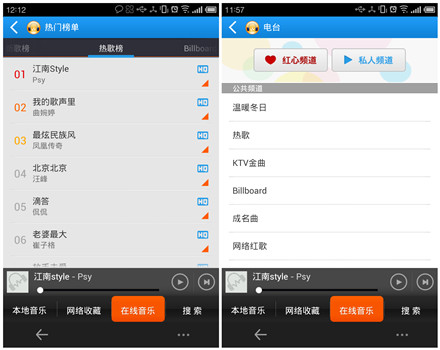 12:12
热门榜单
热歌榜
Billboard
01
江南Style
Psy
HQ
02
我的歌声里
曲婉婷
HQ
03
最炫民族风
凤凰传奇
HQ
04
北京北京
汪峰
HQ
05
滴答
侃侃
HQ
06
老婆最大
崔子格
HQ
江南style - Psy
本地音乐
网络收藏
在线音乐
搜 索
11:57
电台
红心频道
私人频道
公共频道
温暖冬日
热歌
KTV金曲
Billboard
成名曲
网络红歌
江南style - Psy
本地音乐
网络收藏
在线音乐
搜 索